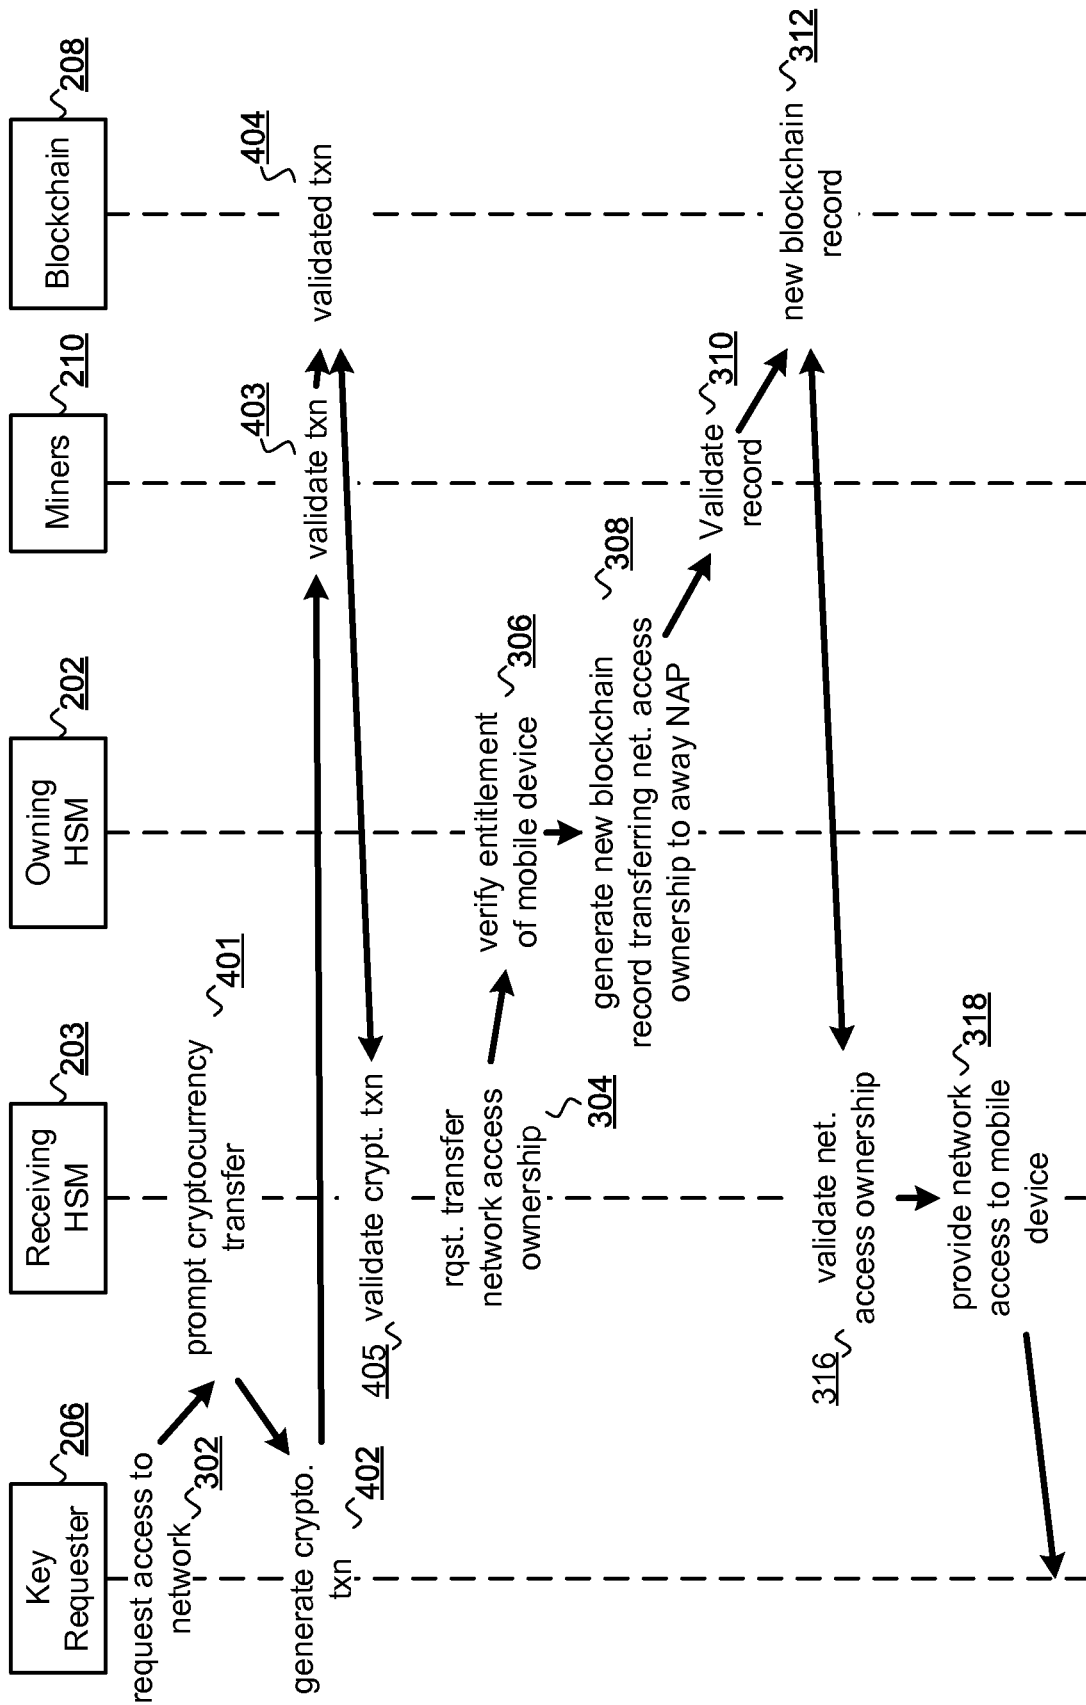 Key
Requester
206
Receiving
HSM
203
Owning
HSM
202
Miners
210
Blockchain
208
request access to
network
302
prompt cryptocurrency
transfer
401
generate crypto.
txn
402
validate txn
403
validated txn
404
405
validate crypt. txn
rqst. transfer
network access
ownership
304
verify entitlement
of mobile device
306
generate new blockchain
record transferring net. access
ownership to away NAP
308
Validate
record
310
new blockchain
record
312
validate net.
access ownership
316
provide network
access to mobile
device
318